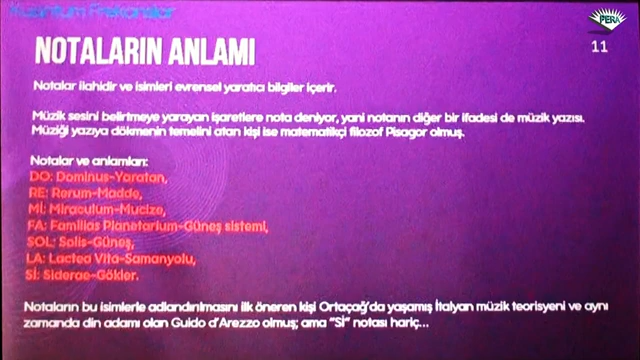 Kuantum Frekanslar
PERA
11
NOTALARIN ANLAMI
Notalar ilahidir ve isimleri evrensel yaratıcı bilgiler içerir.
Müzik sesini belirtmeye yarayan işaretlere nota deniyor, yani notanın diğer bir ifadesi de müzik yazısı.
Müziği yazıya dökmenin temelini atan kişi ise matematikçi filozof Pisagor olmuş.
Notalar ve anlamları:
DO: Dominus-Yaratan,
RE: Rerum-Madde,
Mİ: Miraculum-Mucize,
FA: Familias Planetarium-Güneş sistemi,
SOL: Solis-Güneş,
LA: Lactea Vita-Samanyolu,
Sİ: Siderae-Gökler.
Notaların bu isimlerle adlandırılmasını ilk öneren kişi Ortaçağ'da yaşamış İtalyan müzik teorisyeni ve aynı
zamanda din adamı olan Guido d'Arezzo olmuş; ama "Sİ" notası hariç...